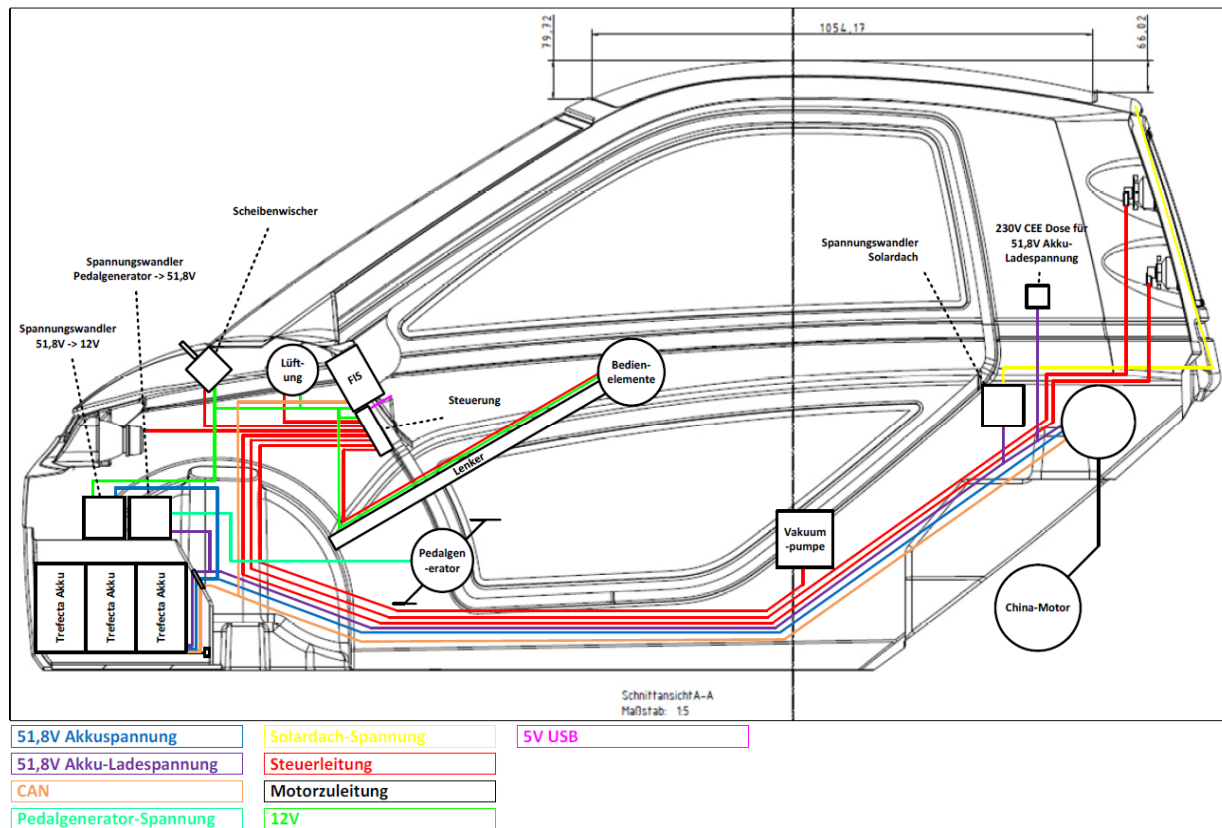 79,72
1054,17
66,02
Scheibenwischer
Spannungswandler
Pedalgenerator -> 51,8V
Spannungswandler
51,8V -> 12V
Lüft-
ung
FIS
Bedien-
elemente
Steuerung
Lenker
Spannungswandler
Solardach
230V CEE Dose für
51,8V Akku-
Ladespannung
Pedalgen
-erator
Vakuum
-pumpe
China-Motor
Trefecta Akku
Trefecta Akku
Trefecta Akku
SchnittansichtA-A
Maßstab: 1:5
51,8V Akkuspannung
Solardach-Spannung
5V USB
51,8V Akku-Ladespannung
Steuerleitung
CAN
Motorzuleitung
Pedalgenerator-Spannung
12V